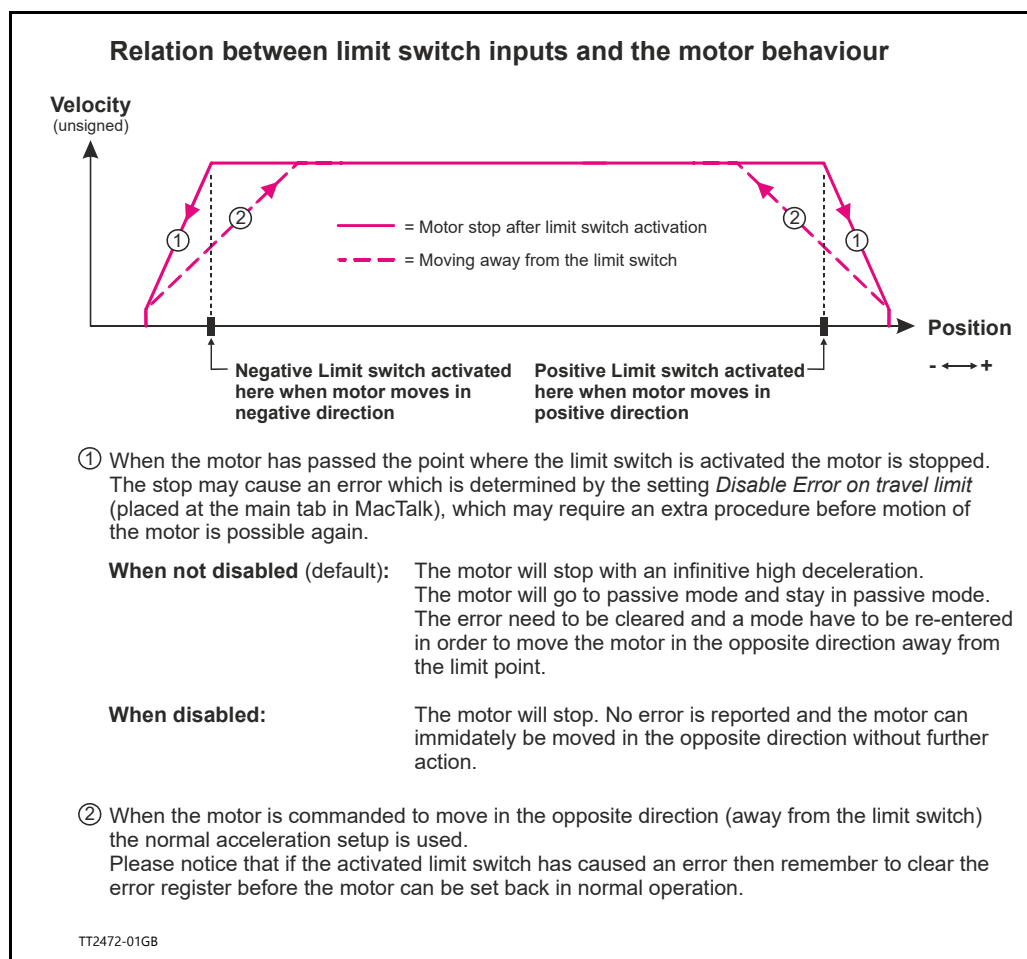 Relation between limit switch inputs and the motor behaviour
Velocity
(unsigned)
① ② ② ①
= Motor stop after limit switch activation
= Moving away from the limit switch
Position
- +
Negative Limit switch activated
here when motor moves in
negative direction
Positive Limit switch activated
here when motor moves in
positive direction
① When the motor has passed the point where the limit switch is activated the motor is stopped.
The stop may cause an error which is determined by the setting Disable Error on travel limit
(placed at the main tab in MacTalk), which may require an extra procedure before motion of
the motor is possible again.
When not disabled (default): The motor will stop with an infinitive high deceleration.
The motor will go to passive mode and stay in passive mode.
The error need to be cleared and a mode have to be re-entered
in order to move the motor in the opposite direction away from
the limit point.
When disabled: The motor will stop. No error is reported and the motor can
immidately be moved in the opposite direction without further
action.
② When the motor is commanded to move in the opposite direction (away from the limit switch)
the normal acceleration setup is used.
Please notice that if the activated limit switch has caused an error then remember to clear the
error register before the motor can be set back in normal operation.
TT2472-01GB